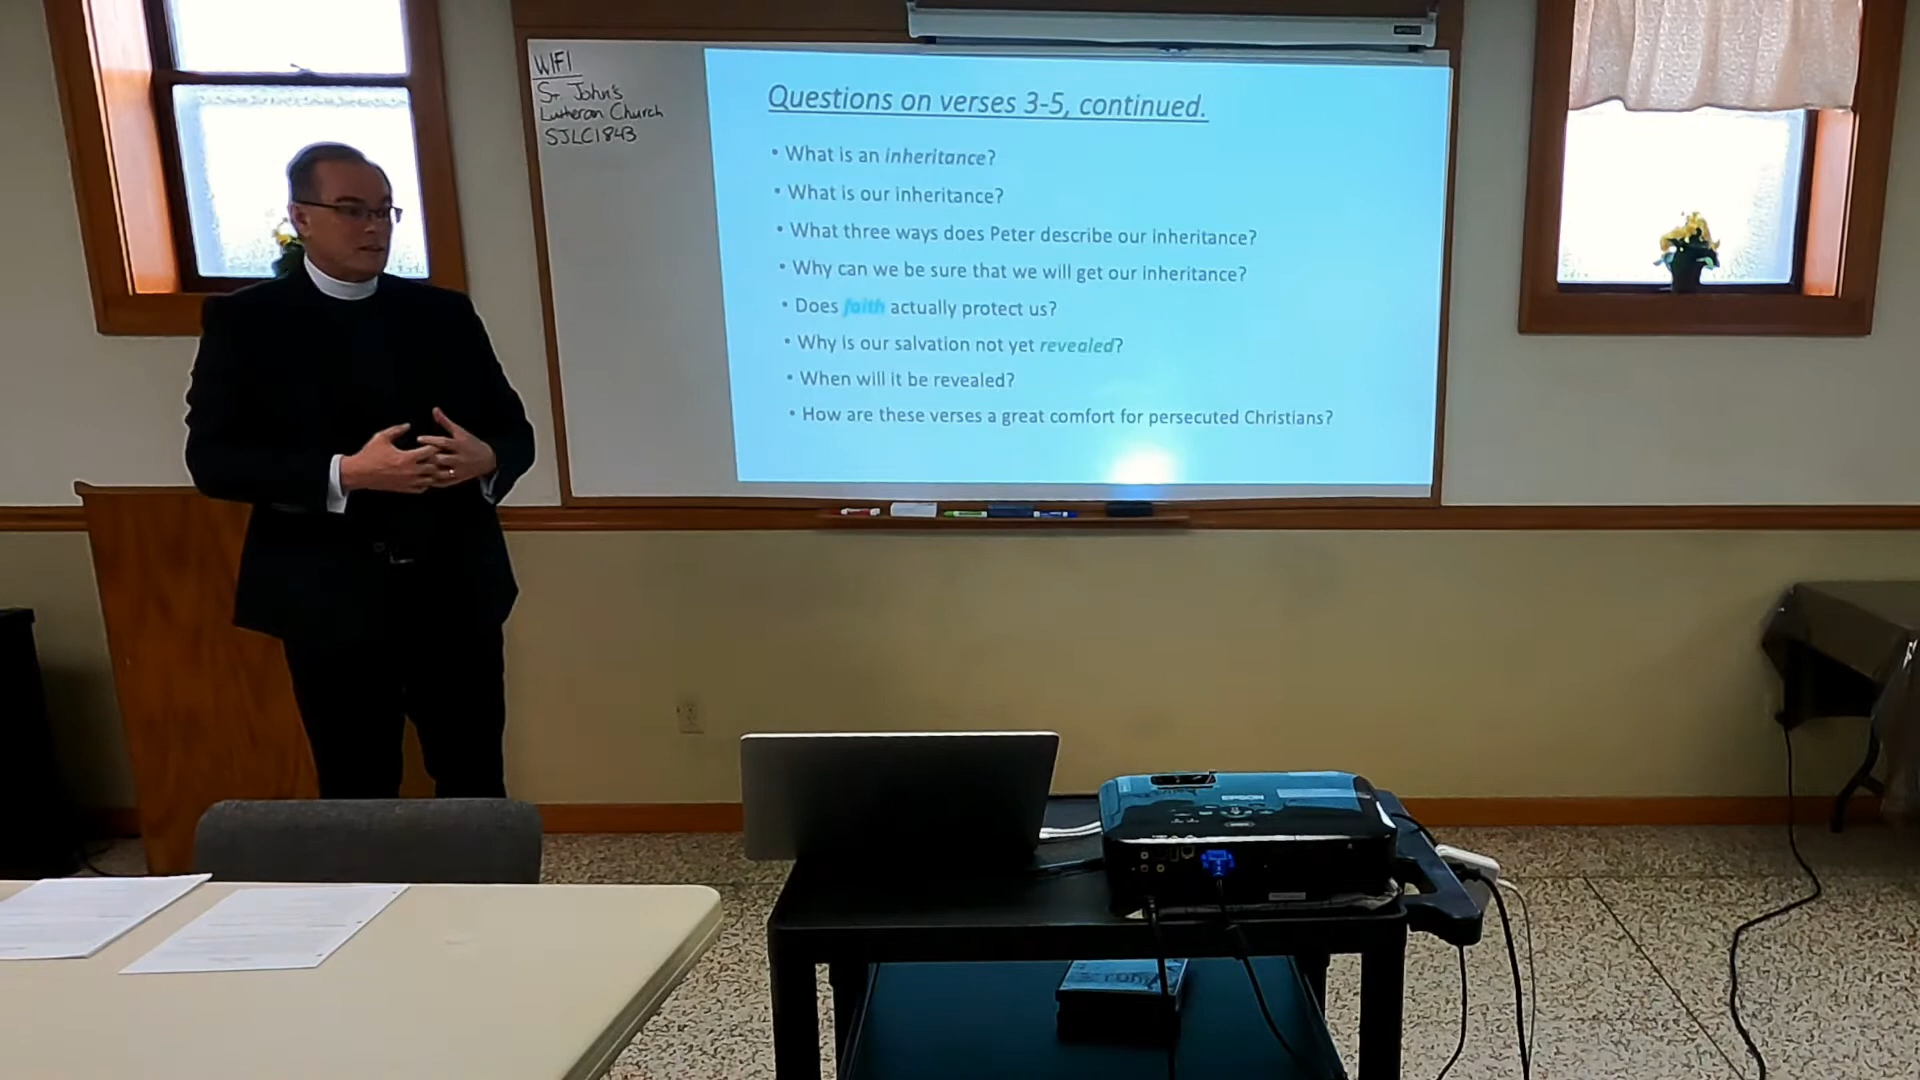 WIFI
St. John's
Lutheran Church
SJLC1843
Questions on verses 3-5, continued.
• What is an inheritance?
• What is our inheritance?
• What three ways does Peter describe our inheritance?
• Why can we be sure that we will get our inheritance?
• Does faith actually protect us?
• Why is our salvation not yet revealed?
• When will it be revealed?
• How are these verses a great comfort for persecuted Christians?
EPSON